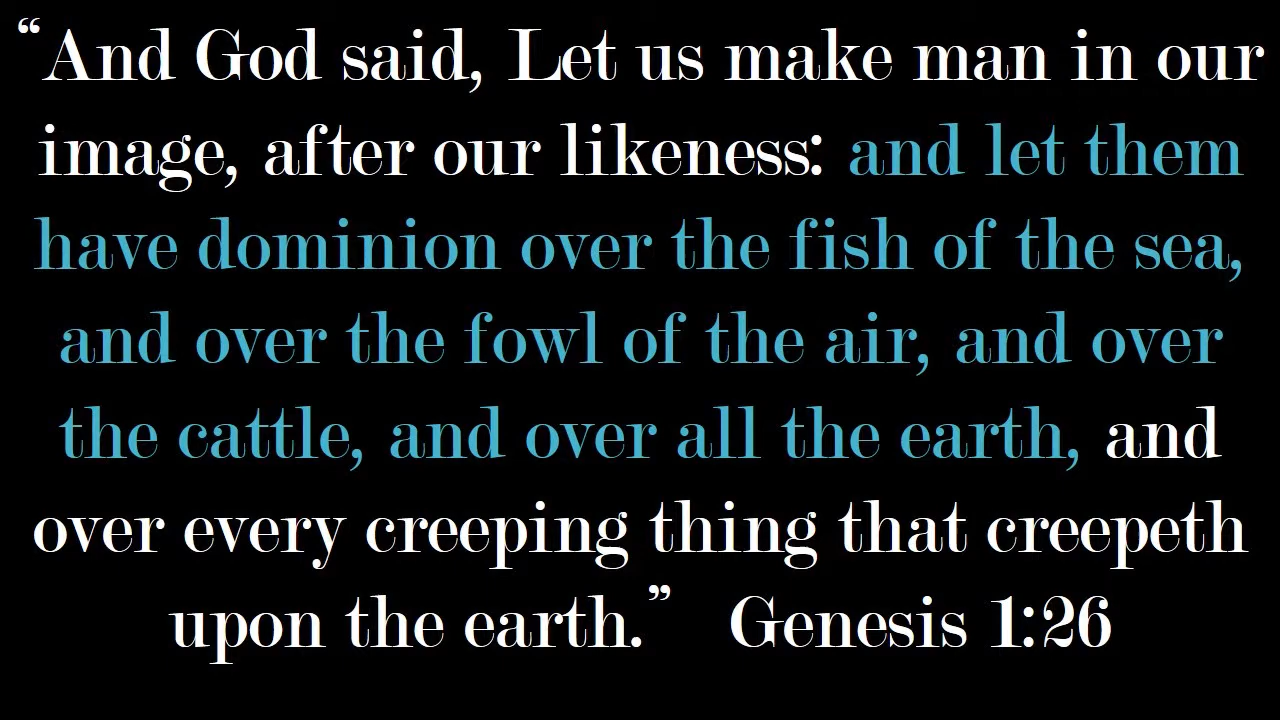 “And God said, Let us make man in our
image, after our likeness: and let them
have dominion over the fish of the sea,
and over the fowl of the air, and over
the cattle, and over all the earth, and
over every creeping thing that creepeth
upon the earth.” Genesis 1:26